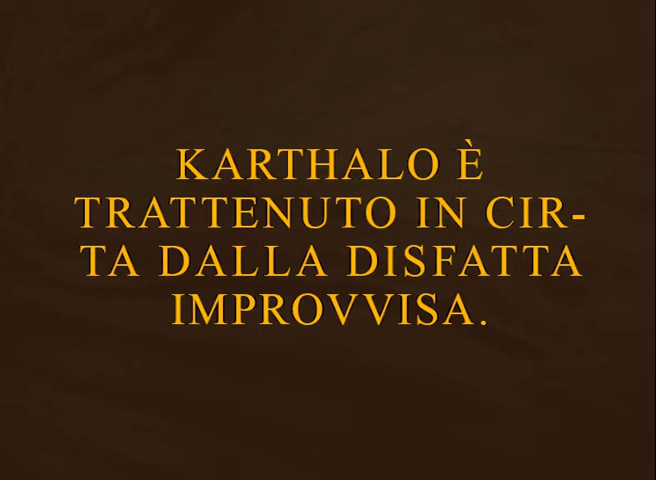 KARTHALO È
TRATTENUTO IN CIR-
TA DALLA DISFATTA
IMPROVVISA.